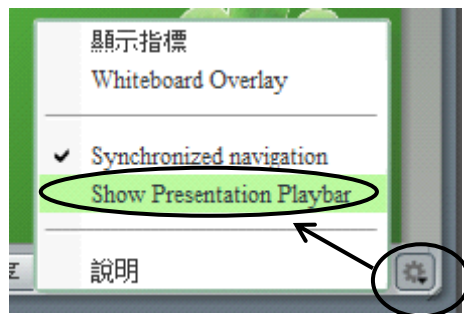 顯示指標
Whiteboard Overlay
Synchronized navigation
Show Presentation Playbar
說明